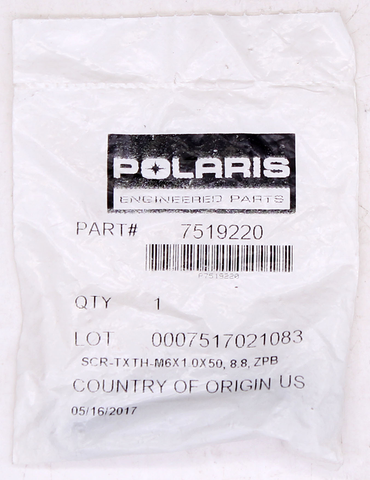 POLARIS
ENGINEERED PARTS
PART# 7519220
P7519220
QTY 1
LOT 0007517021083
SCR-TXTH-M6X1.0X50, 8.8, ZPB
COUNTRY OF ORIGIN US
05/16/2017